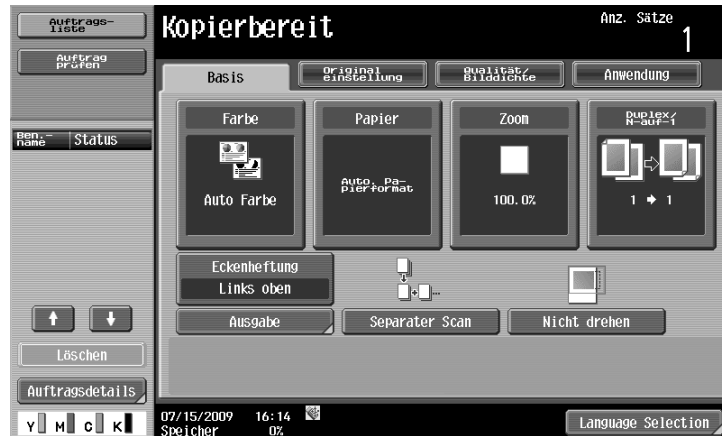 Auftrags-
liste
Auftrag
prüfen
Ben.-
name
Status
Löschen
Auftragsdetails
Y M C K
Kopierbereit
Anz. Sätze
1
Basis
Original
einstellung
Qualität/
Bilddichte
Anwendung
Farbe
Auto Farbe
Papier
Auto. Pa-
pierformat
Zoom
100.0%
Duplex/
N-auf-1
1 → 1
Eckenheftung
Links oben
Ausgabe
Separater Scan
Nicht drehen
07/15/2009 16:14
Speicher 0%
Language Selection